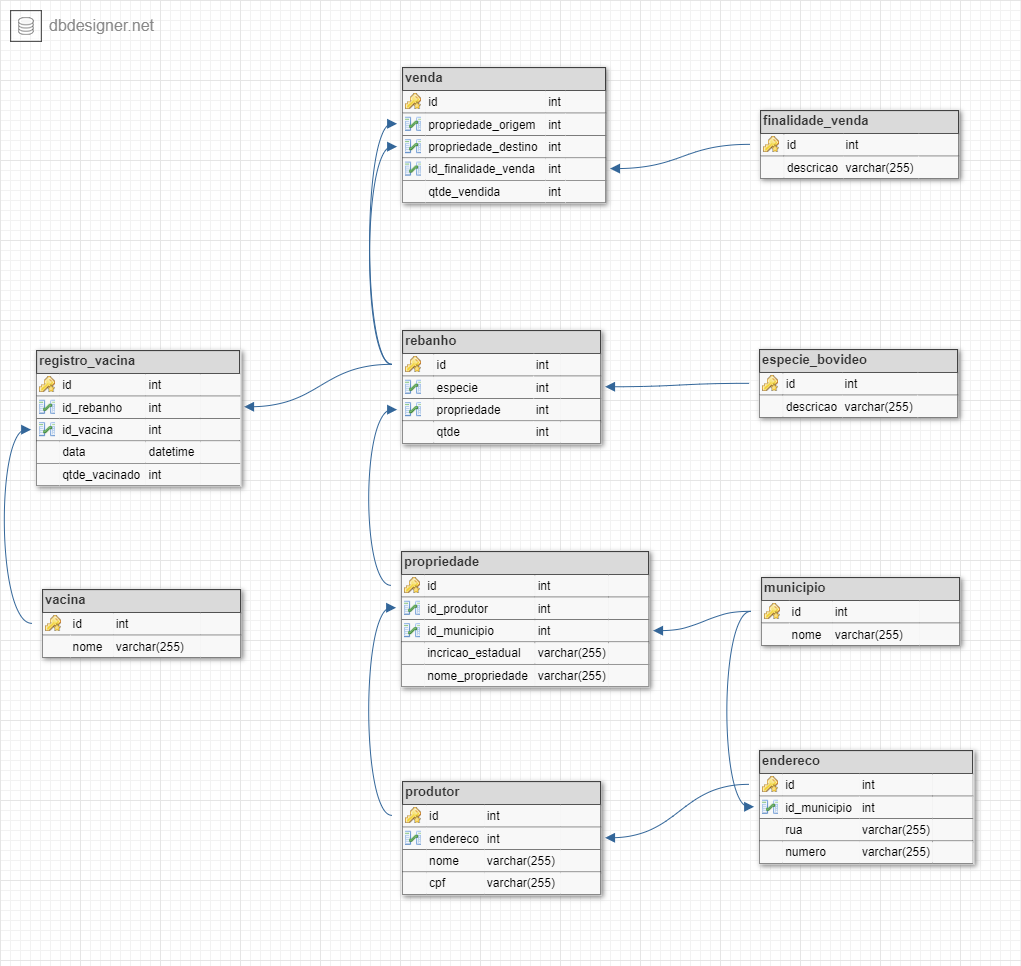 dbdesigner.net
venda
id int
propriedade_origem int
propriedade_destino int
id_finalidade_venda int
qtde_vendida int
finalidade_venda
id int
descricao varchar(255)
registro_vacina
id int
id_rebanho int
id_vacina int
data datetime
qtde_vacinado int
rebanho
id int
especie int
propriedade int
qtde int
especie_bovideo
id int
descricao varchar(255)
vacina
id int
nome varchar(255)
propriedade
id int
id_produtor int
id_municipio int
incricao_estadual varchar(255)
nome_propriedade varchar(255)
municipio
id int
nome varchar(255)
produtor
id int
endereco int
nome varchar(255)
cpf varchar(255)
endereco
id int
id_municipio int
rua varchar(255)
numero varchar(255)